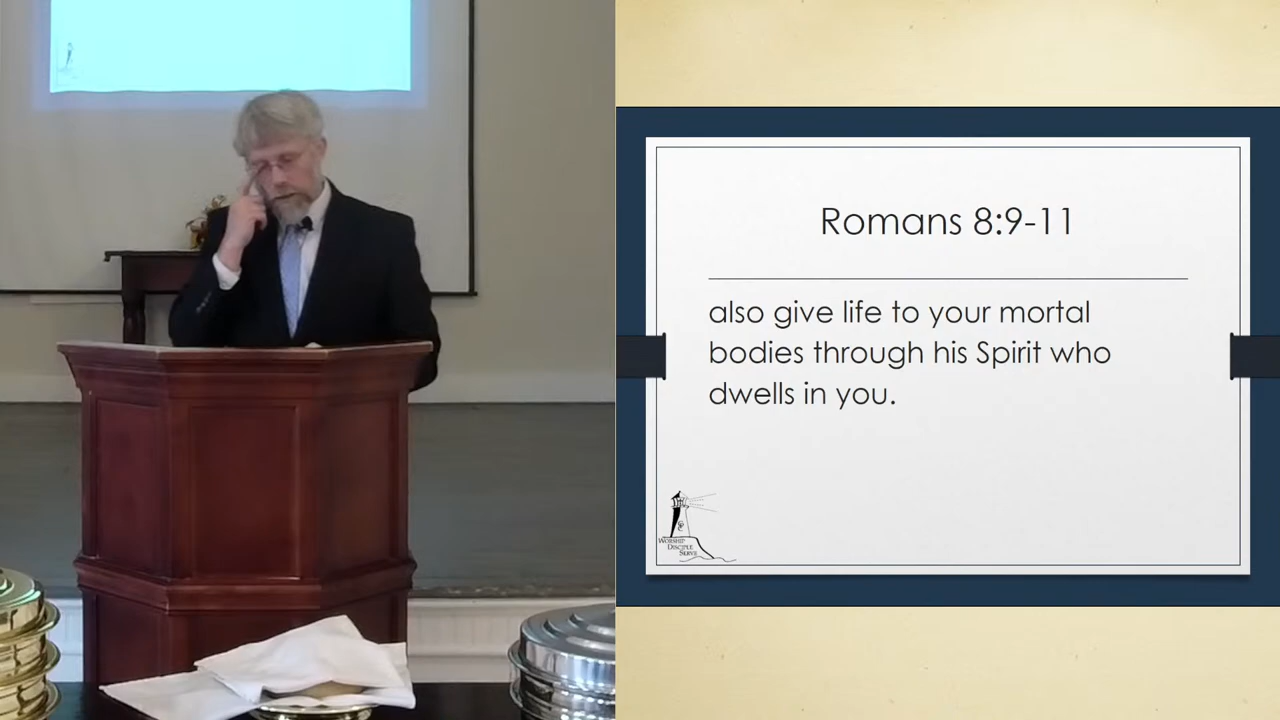 Romans 8:9-11
also give life to your mortal
bodies through his Spirit who
dwells in you.
Worship
Disciple
Serve